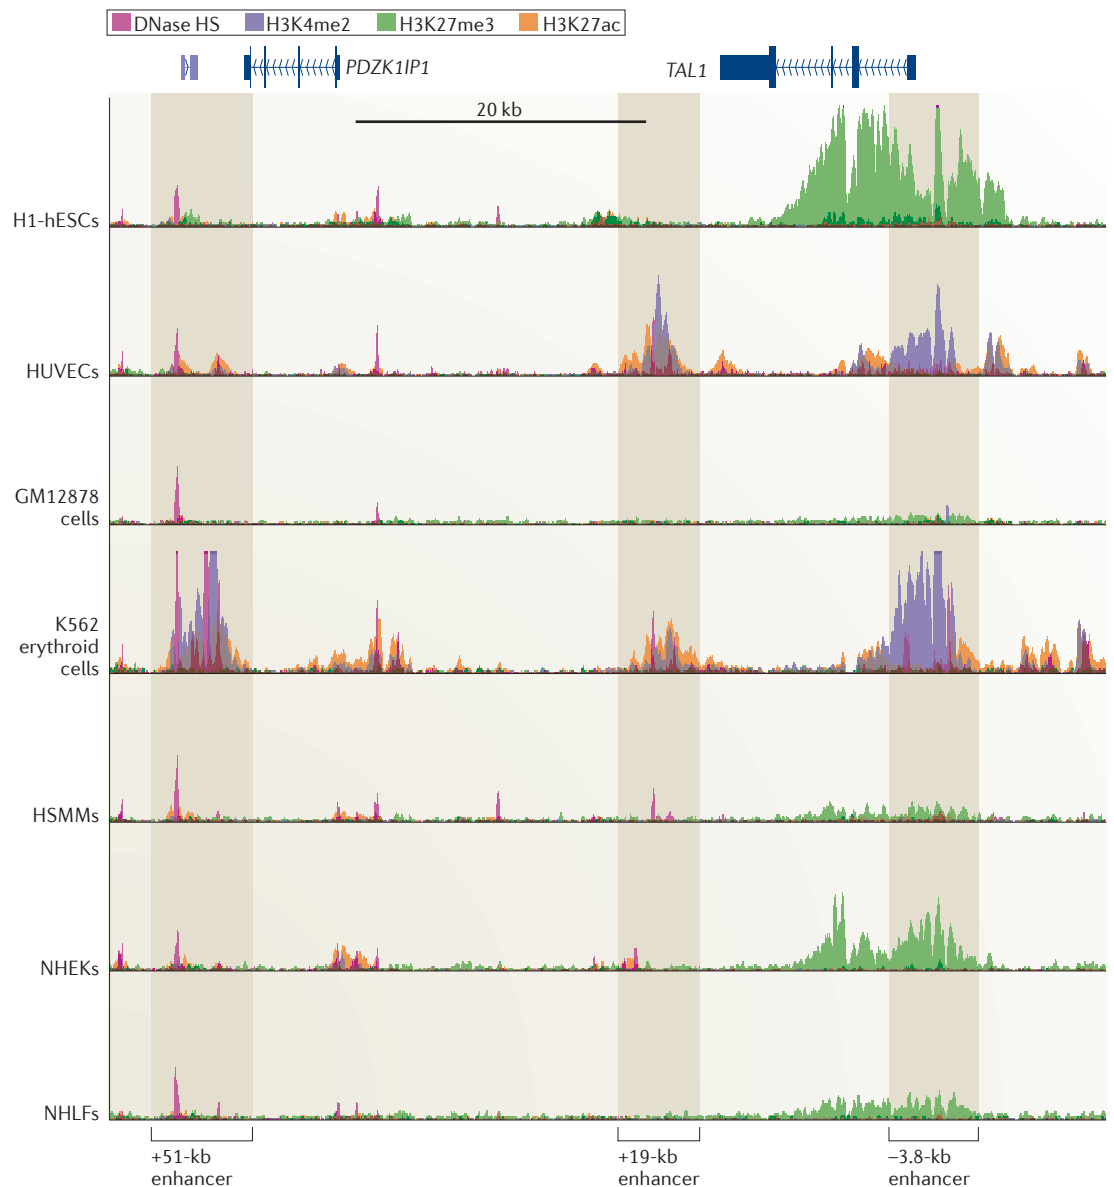 DNase HS H3K4me2 H3K27me3 H3K27ac
PDZK1IP1
TAL1
20 kb
H1-hESCs
HUVECs
GM12878
cells
K562
erythroid
cells
HSMMs
NHEKs
NHLFs
+51-kb
enhancer
+19-kb
enhancer
–3.8-kb
enhancer